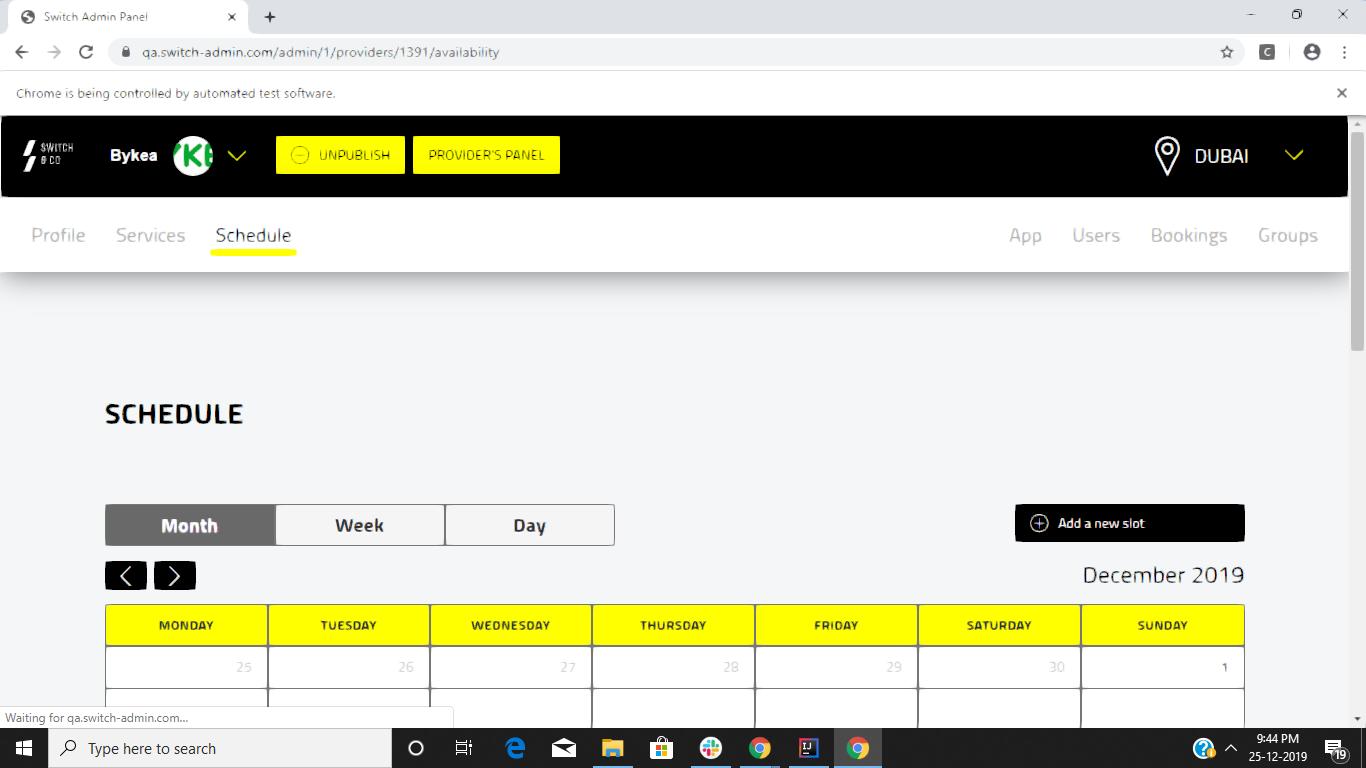 Switch Admin Panel
qa.switch-admin.com/admin/1/providers/1391/availability
C
Chrome is being controlled by automated test software.
SWITCH
& CO
Bykea
YKE
UNPUBLISH
PROVIDER'S PANEL
DUBAI
Profile Services Schedule App Users Bookings Groups
SCHEDULE
Month Week Day
Add a new slot
December 2019
MONDAY TUESDAY WEDNESDAY THURSDAY FRIDAY SATURDAY SUNDAY
25 26 27 28 29 30 1
Waiting for qa.switch-admin.com...
Type here to search
IJ
9:44 PM
25-12-2019
19